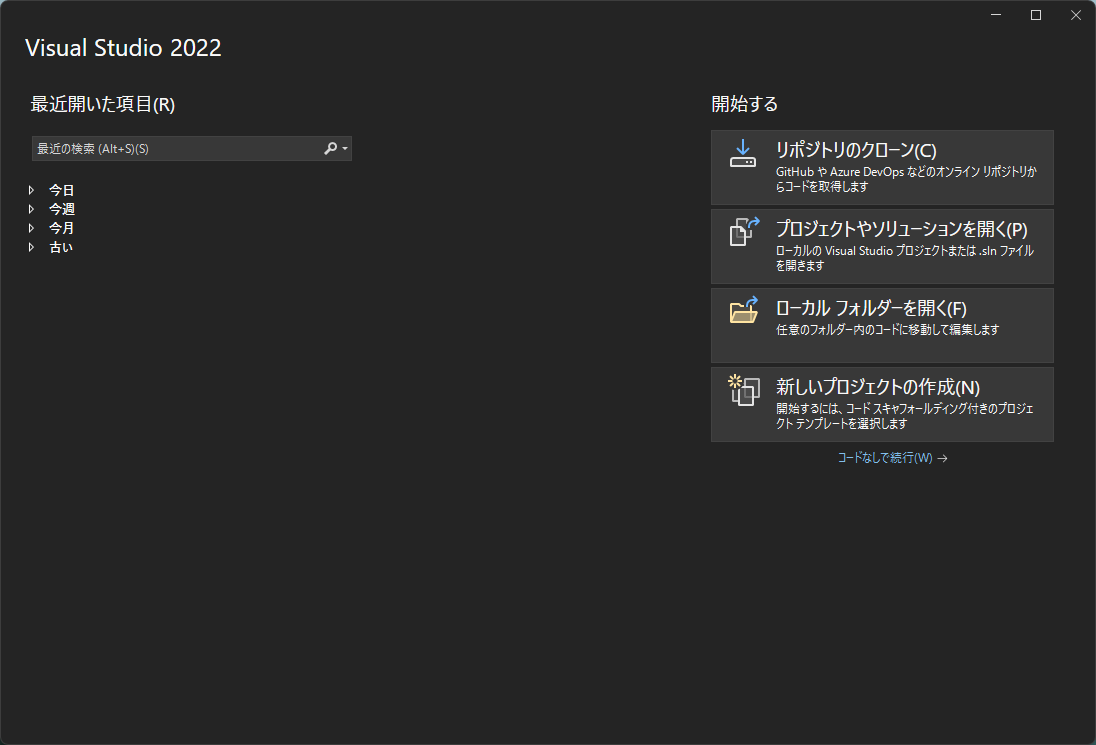 Visual Studio 2022
最近開いた項目(R)
最近の検索 (Alt+S)(S)
今日
今週
今月
古い
開始する
リポジトリのクローン(C)
GitHub や Azure DevOps などのオンライン リポジトリか
らコードを取得します
プロジェクトやソリューションを開く(P)
ローカルの Visual Studio プロジェクトまたは .sln ファイル
を開きます
ローカル フォルダーを開く(F)
任意のフォルダー内のコードに移動して編集します
新しいプロジェクトの作成(N)
開始するには、コード スキャフォールディング付きのプロジェ
クト テンプレートを選択します
コードなしで続行(W) →